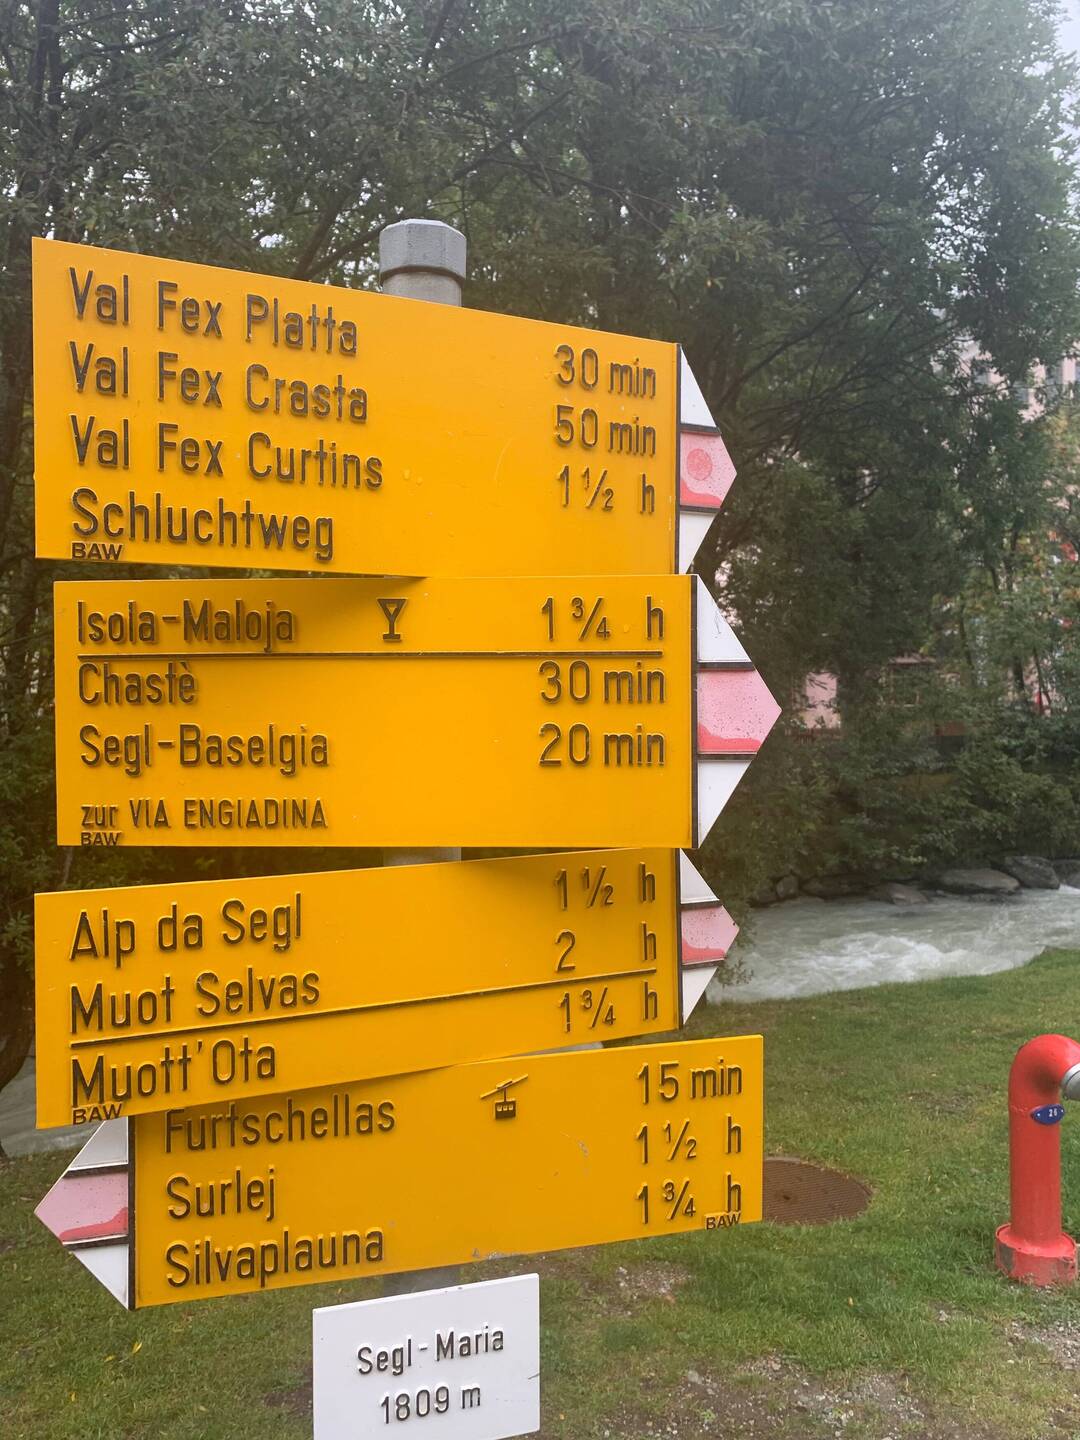 Val Fex Platta 30 min
Val Fex Crasta 50 min
Val Fex Curtins 1½ h
Schluchtweg
BAW
Isola-Maloja 1¾ h
Chastè 30 min
Segl-Baselgia 20 min
zur VIA ENGIADINA
BAW
Alp da Segl 1½ h
Muot Selvas 2 h
Muott'Ota 1¾ h
BAW
Furtschellas 15 min
Surlej 1½ h
Silvaplauna 1¾ h
BAW
Segl-Maria
1809 m
26